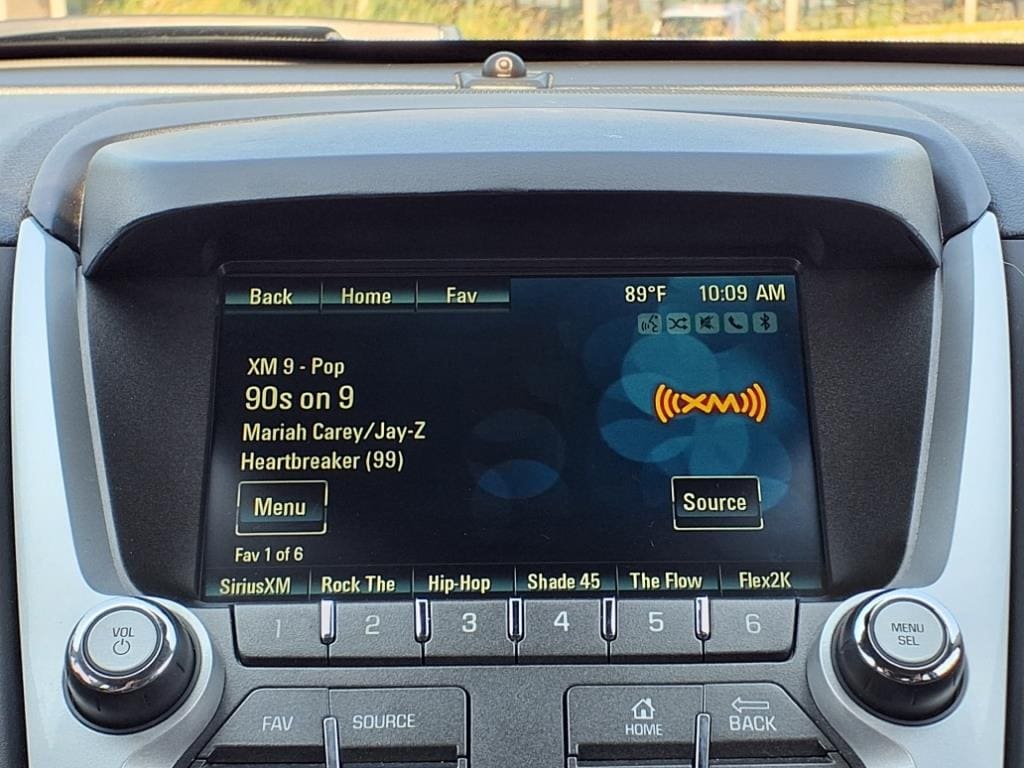 Back Home Fav 89°F 10:09 AM
XM 9 - Pop
90s on 9
XM
Mariah Carey/Jay-Z
Heartbreaker (99)
Menu Source
Fav 1 of 6
SiriusXM Rock The Hip-Hop Shade 45 The Flow Flex2K
1 2 3 4 5 6
VOL
MENU
SEL
FAV SOURCE HOME BACK